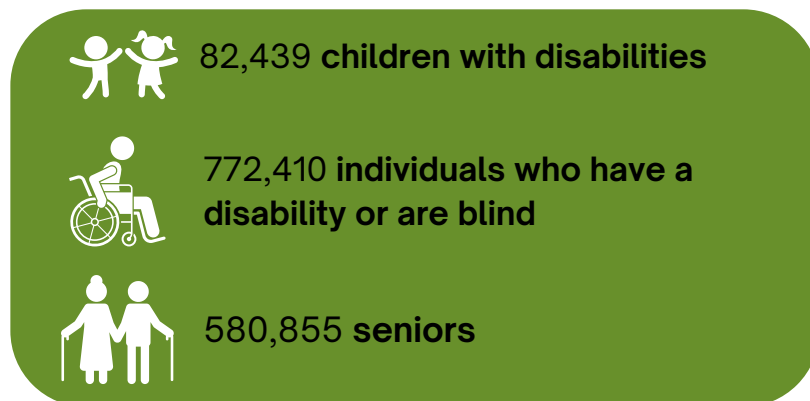 82,439 children with disabilities
772,410 individuals who have a
disability or are blind
580,855 seniors